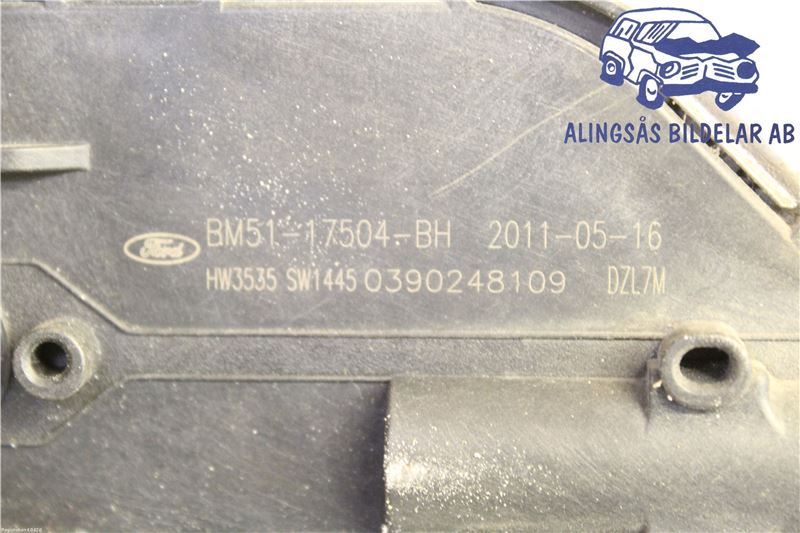 ALINGSÅS BILDELAR AB
Ford BM51-17504-BH 2011-05-16
HW3535 SW1445 0390248109 DZL7M